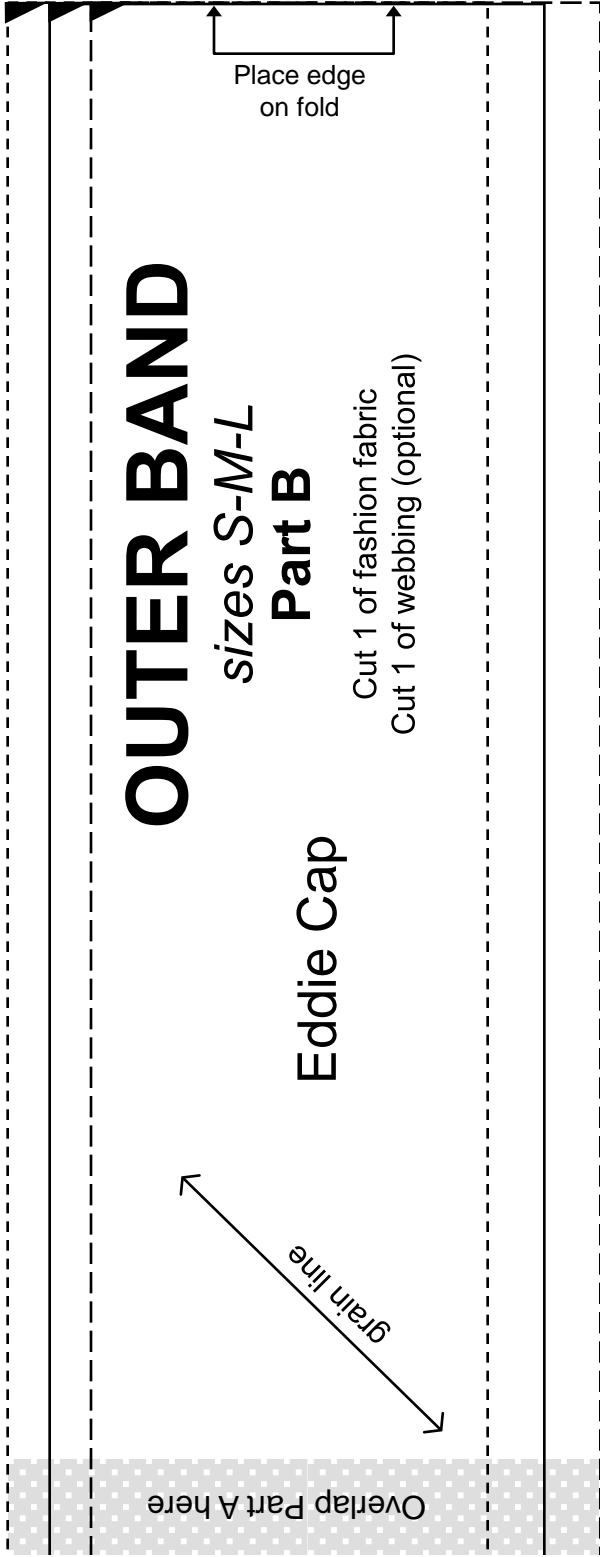 Place edge
on fold
OUTER BAND
sizes S-M-L
Part B
Cut 1 of fashion fabric
Cut 1 of webbing (optional)
Eddie Cap
grain line
Overlap Part A here